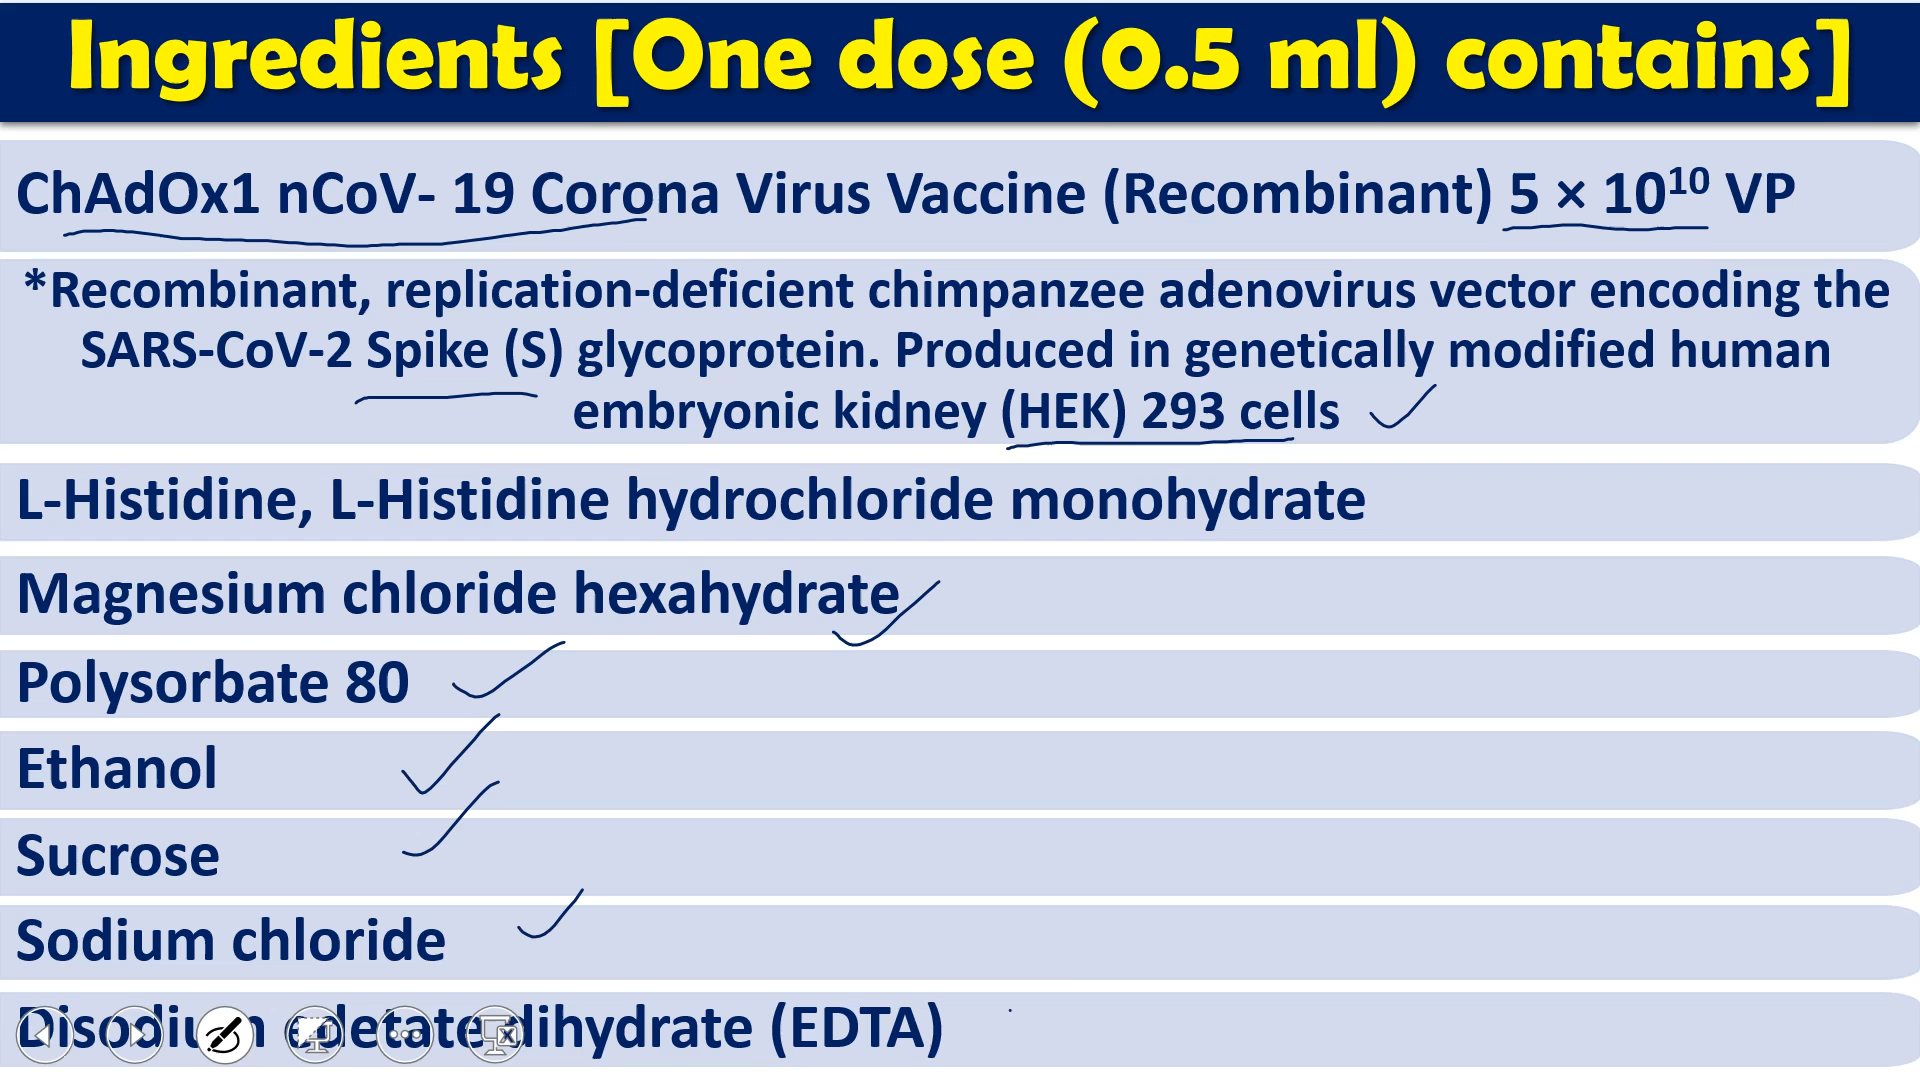 Ingredients [One dose (0.5 ml) contains]
ChAdOx1 nCoV- 19 Corona Virus Vaccine (Recombinant) 5 × 10¹⁰ VP
*Recombinant, replication-deficient chimpanzee adenovirus vector encoding the
SARS-CoV-2 Spike (S) glycoprotein. Produced in genetically modified human
embryonic kidney (HEK) 293 cells
L-Histidine, L-Histidine hydrochloride monohydrate
Magnesium chloride hexahydrate
Polysorbate 80
Ethanol
Sucrose
Sodium chloride
Disodium edetate dihydrate (EDTA)